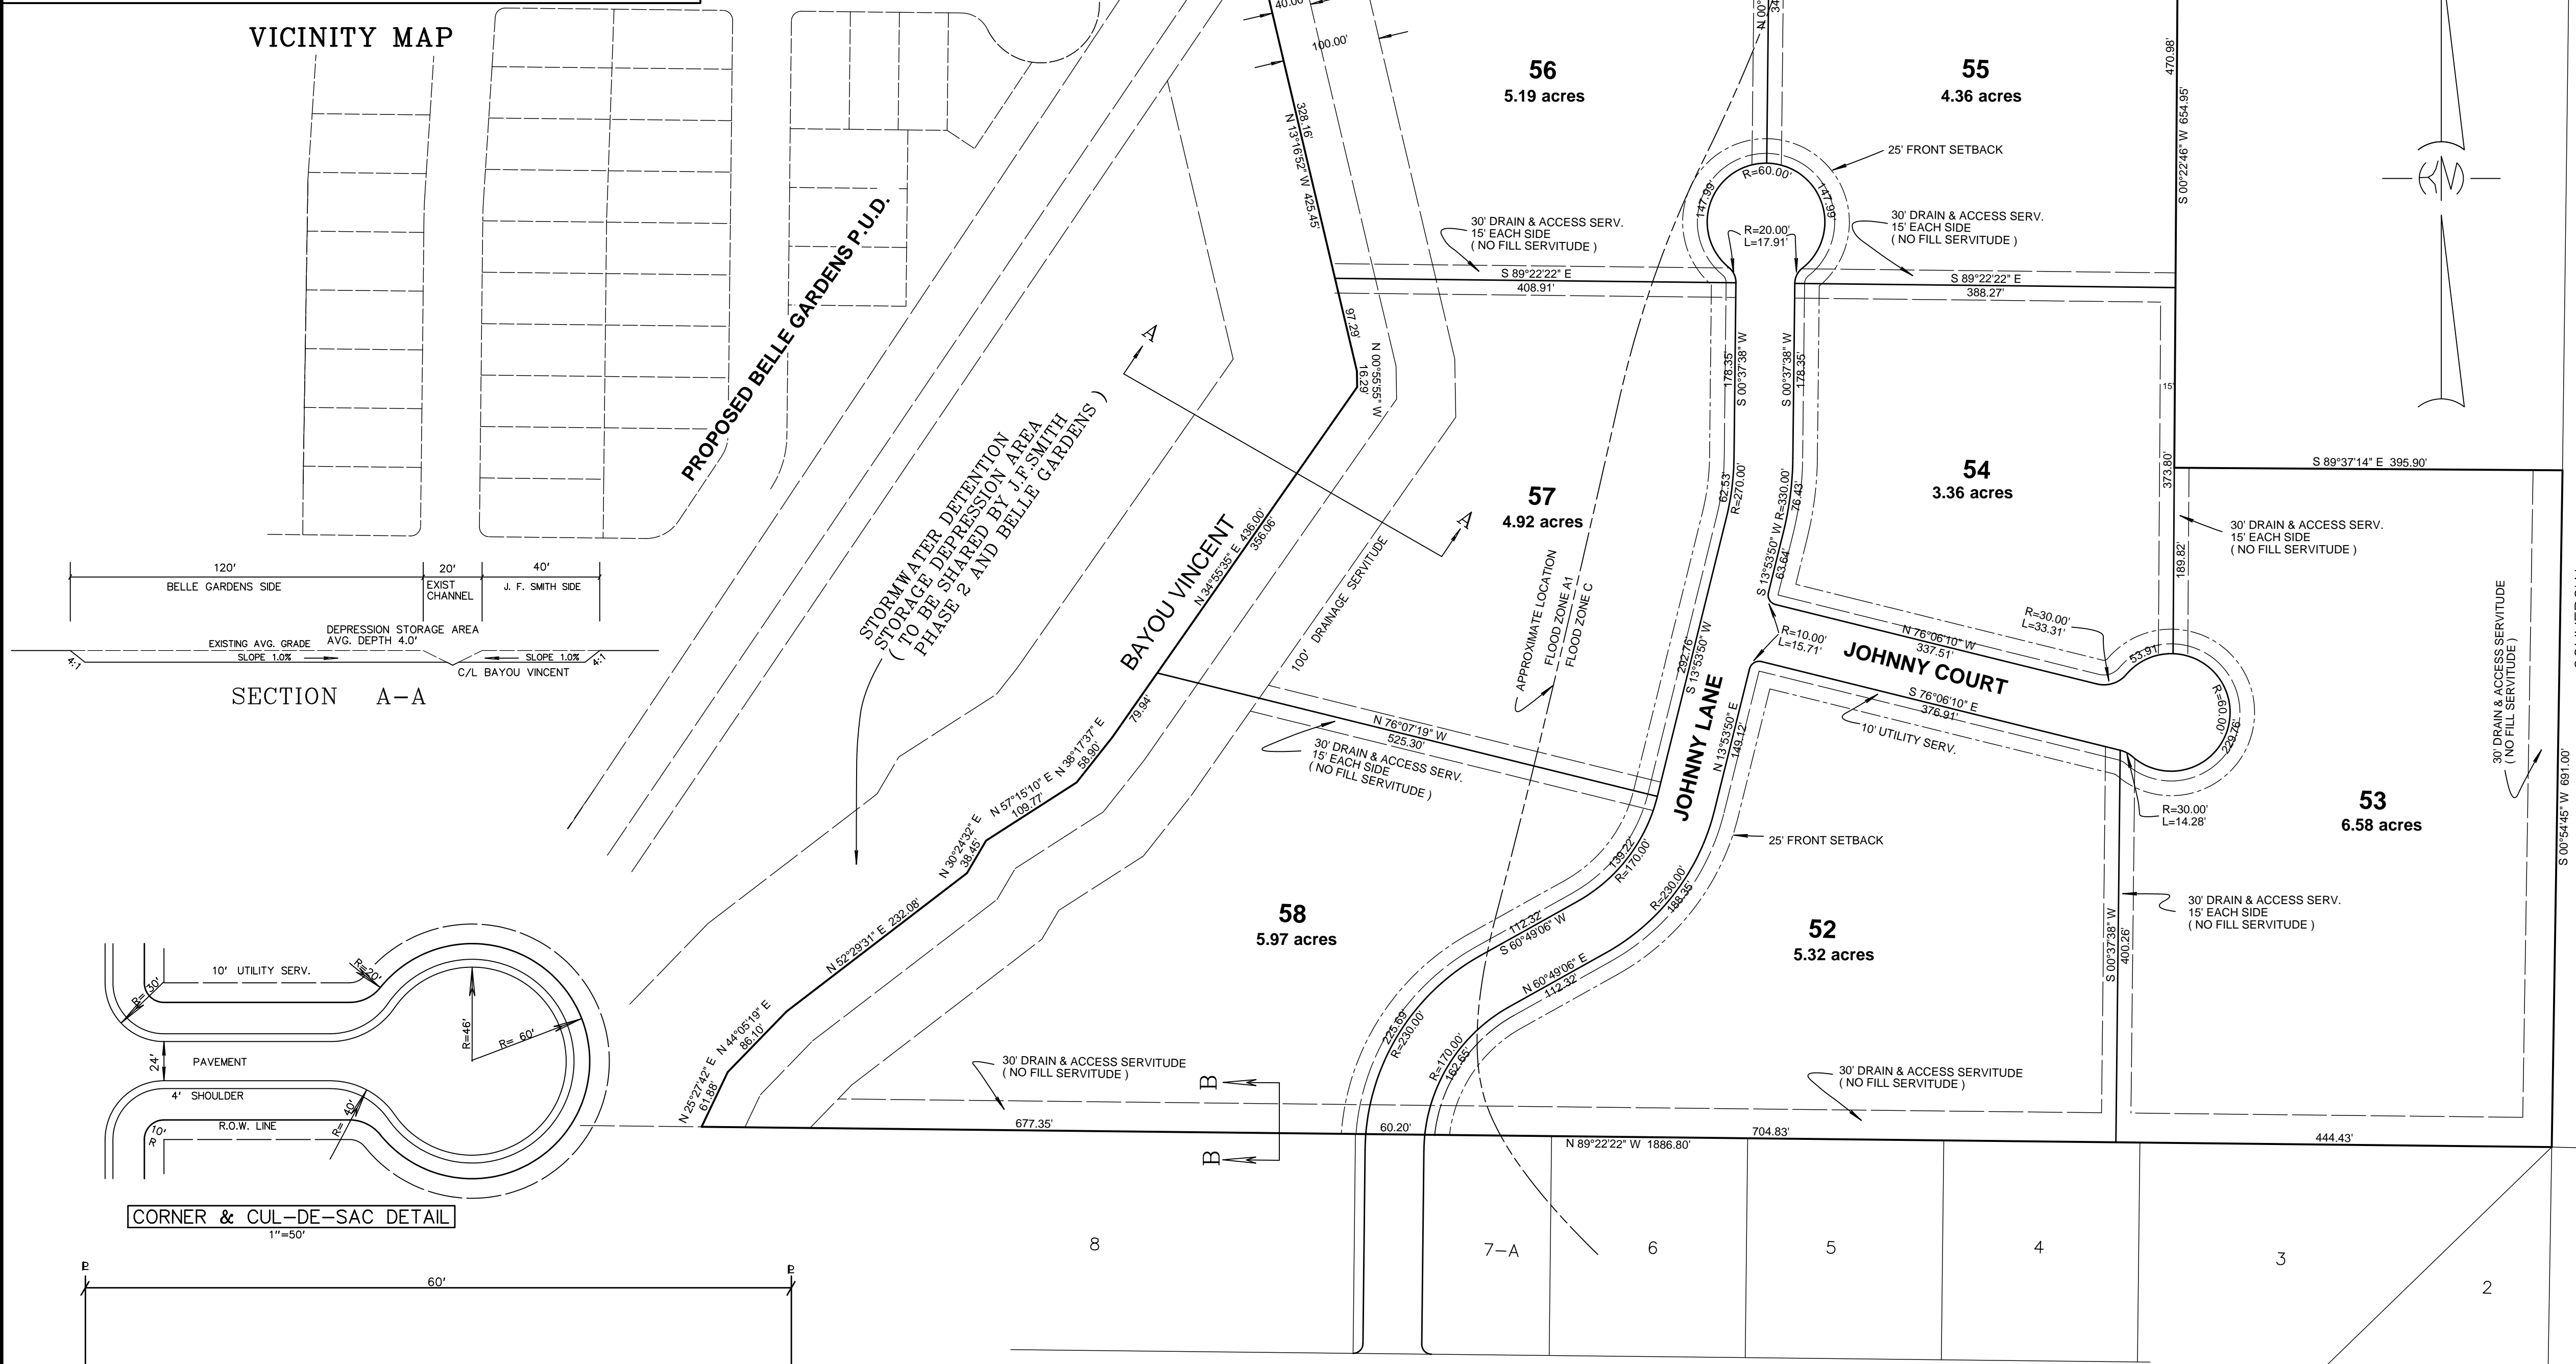 VICINITY MAP
40.00'
100.00'
56
5.19 acres
55
4.36 acres
470.98'
S 00°22'46" W 654.95'
25' FRONT SETBACK
328.16'
N 13°16'52" W 425.45'
R=60.00'
147.99'
147.99'
R=20.00'
L=17.91'
30' DRAIN & ACCESS SERV.
15' EACH SIDE
( NO FILL SERVITUDE )
30' DRAIN & ACCESS SERV.
15' EACH SIDE
( NO FILL SERVITUDE )
S 89°22'22" E
408.91'
S 89°22'22" E
388.27'
PROPOSED BELLE GARDENS P.U.D.
97.29'
N 00°55'55" W
16.29'
A
A
178.35'
S 00°37'38" W
S 00°37'38" W
178.35'
15'
373.80'
S 89°37'14" E 395.90'
STORMWATER DETENTION
STORAGE DEPRESSION AREA
( TO BE SHARED BY J.F.SMITH
PHASE 2 AND BELLE GARDENS )
BAYOU VINCENT
N 34°55'35" E 436.00'
356.06'
100' DRAINAGE SERVITUDE
57
4.92 acres
54
3.36 acres
62.53'
R=270.00'
S 13°53'50" W R=330.00'
63.64'
76.43'
30' DRAIN & ACCESS SERV.
15' EACH SIDE
( NO FILL SERVITUDE )
189.82'
APPROXIMATE LOCATION
FLOOD ZONE A1
FLOOD ZONE C
120'
BELLE GARDENS SIDE
20'
EXIST
CHANNEL
40'
J. F. SMITH SIDE
EXISTING AVG. GRADE
DEPRESSION STORAGE AREA
AVG. DEPTH 4.0'
SLOPE 1.0%
SLOPE 1.0%
4:1
4:1
C/L BAYOU VINCENT
SECTION A-A
R=30.00'
L=33.31'
R=10.00'
L=15.71'
N 76°06'10" W
337.51'
JOHNNY COURT
S 76°06'10" E
376.91'
10' UTILITY SERV.
53.91'
R=60.00'
229.76'
R=30.00'
L=14.28'
30' DRAIN & ACCESS SERVITUDE
( NO FILL SERVITUDE )
S 00°54'45" W 691.00'
53
6.58 acres
292.76'
S 13°53'50" W
JOHNNY LANE
N 13°53'50" E
149.12'
79.94'
N 38°17'37" E
58.90'
N 57°15'10" E
109.77'
N 30°24'32" E
38.45'
N 52°29'31" E 232.08'
N 44°05'19" E
86.10'
N 25°27'42" E
61.88'
N 76°07'19" W
525.30'
30' DRAIN & ACCESS SERV.
15' EACH SIDE
( NO FILL SERVITUDE )
25' FRONT SETBACK
139.22'
R=170.00'
R=230.00'
188.35'
112.32'
S 60°49'06" W
N 60°49'06" E
112.32'
58
5.97 acres
52
5.32 acres
S 00°37'38" W
400.26'
30' DRAIN & ACCESS SERV.
15' EACH SIDE
( NO FILL SERVITUDE )
225.69'
R=230.00'
R=170.00'
162.65'
30' DRAIN & ACCESS SERVITUDE
( NO FILL SERVITUDE )
30' DRAIN & ACCESS SERVITUDE
( NO FILL SERVITUDE )
B
B
677.35'
60.20'
704.83'
N 89°22'22" W 1886.80'
444.43'
10' UTILITY SERV.
R=20'
R= 30'
R=46'
R= 60'
24'
PAVEMENT
4' SHOULDER
R= 40'
R.O.W. LINE
10'
R
CORNER & CUL-DE-SAC DETAIL
1"=50'
60'
8
7-A
6
5
4
3
2